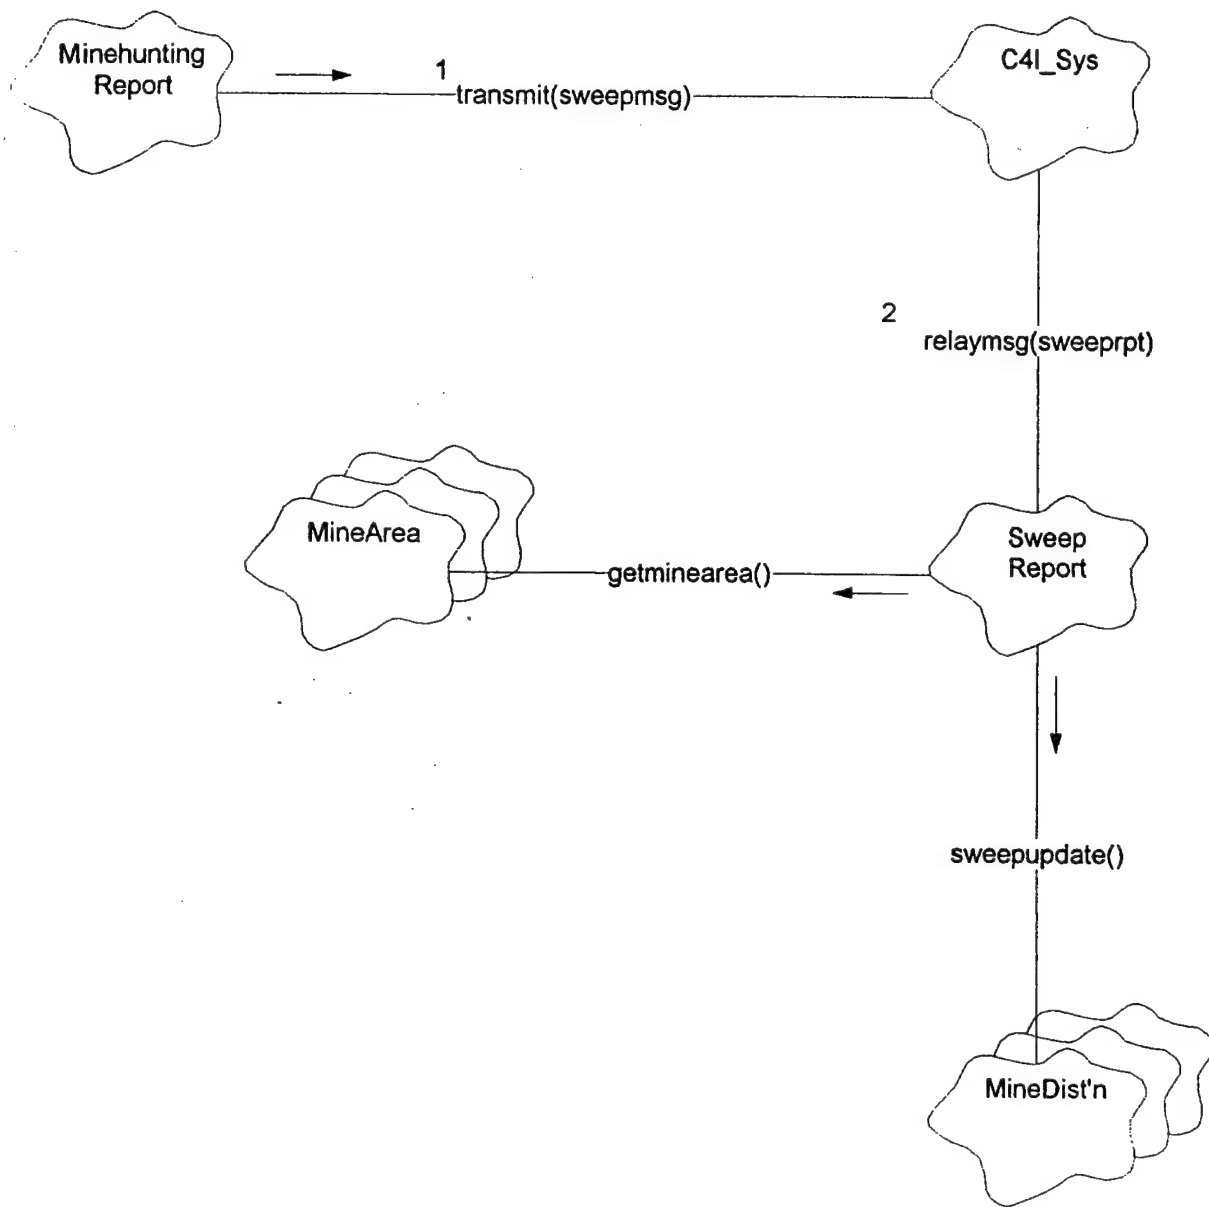 Minehunting
Report
1
transmit(sweepmsg)
C4I_Sys
2
relaymsg(sweeprpt)
MineArea
getminearea()
Sweep
Report
sweepupdate()
MineDist'n